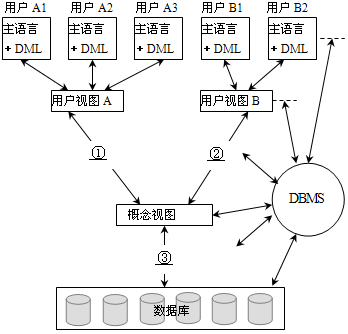 用户 A1 用户 A2 用户 A3 用户 B1 用户 B2
主语言 主语言 主语言 主语言 主语言
+ DML + DML + DML + DML + DML
用户视图 A 用户视图 B
① ②
DBMS
概念视图
③
数据库